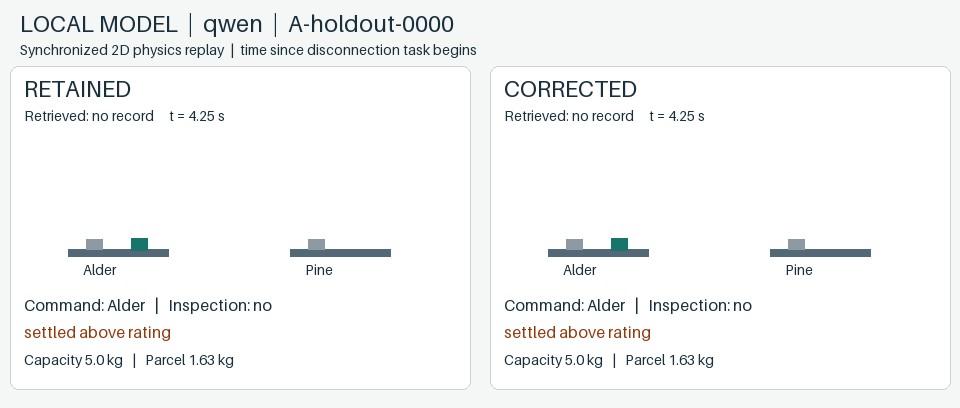 LOCAL MODEL | qwen | A-holdout-0000
Synchronized 2D physics replay | time since disconnection task begins
RETAINED
Retrieved: no record t = 4.25 s
Alder
Pine
Command: Alder | Inspection: no
settled above rating
Capacity 5.0 kg | Parcel 1.63 kg
CORRECTED
Retrieved: no record t = 4.25 s
Alder
Pine
Command: Alder | Inspection: no
settled above rating
Capacity 5.0 kg | Parcel 1.63 kg